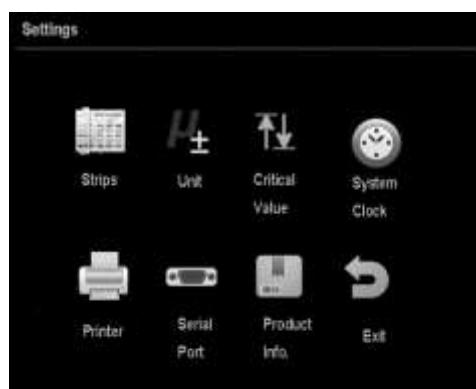 Settings
Strips
Unit
Critical
Value
System
Clock
Printer
Serial
Port
Product
Info.
Exit